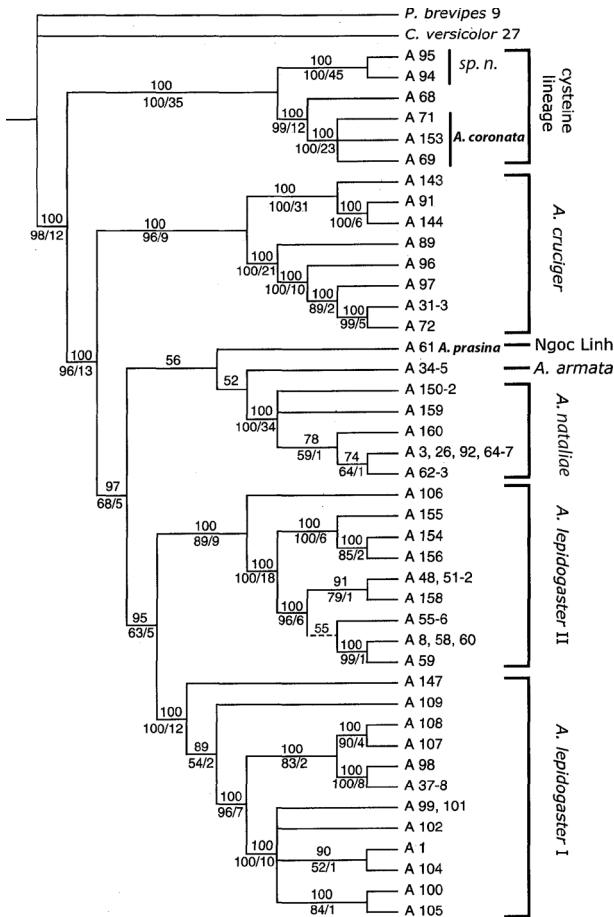 P. brevipes 9
C. versicolor 27
100
A 95
sp. n.
100
100/45
A 94
100/35
100
A 68
99/12
100
A 71
100/23
A 153
A. coronata
A 69
cysteine
lineage
100
98/12
A 143
100
100
100/31
100
A 91
96/9
100/6
A 144
100
A 89
100/21
100
A 96
100/10
89
A 97
89/2
100
A 31-3
99/5
A 72
A. cruciger
100
96/13
A 61
A. prasina
Ngoc Linh
56
52
A 34-5
A. armata
100
A 150-2
100/34
A 159
78
A 160
59/1
74
A 3, 26, 92, 64-7
64/1
A 62-3
A. nataliae
97
68/5
100
A 106
89/9
100
A 155
100
100/6
100
A 154
100/18
85/2
A 156
91
A 48, 51-2
100
79/1
A 158
96/6
55
A 55-6
100
A 8, 58, 60
99/1
A 59
A. lepidogaster II
95
63/5
A 147
100
A 109
100/12
100
A 108
100
90/4
A 107
89
83/2
100
A 98
54/2
100/8
A 37-8
100
A 99, 101
96/7
A 102
100
90
A 1
100/10
52/1
A 104
100
A 100
84/1
A 105
A. lepidogaster I